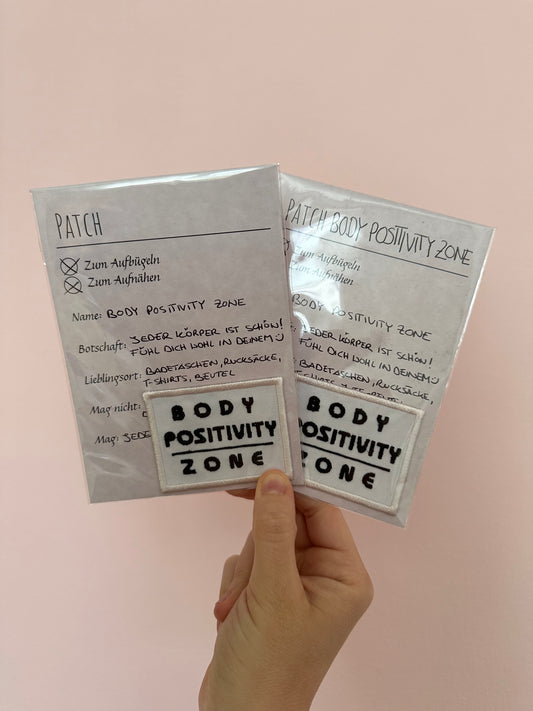 PATCH
Zum Aufbügeln
Zum Aufnähen
Name: BODY POSITIVITY ZONE
Botschaft: JEDER KÖRPER IST SCHÖN!
FÜHL DICH WOHL IN DEINEM
Lieblingsort: BADETASCHEN, RUCKSÄCKE,
T-SHIRTS, BEUTEL
Mag nicht:
Mag: JEDE
BODY
POSITIVITY
ZONE
PATCH BODY POSITIVITY ZONE
Zum Aufbügeln
Zum Aufnähen
BODY POSITIVITY ZONE
JEDER KÖRPER IST SCHÖN!
FÜHL DICH WOHL IN DEINEM
BADETASCHEN, RUCKSÄCKE,
BODY
POSITIVITY
ZONE